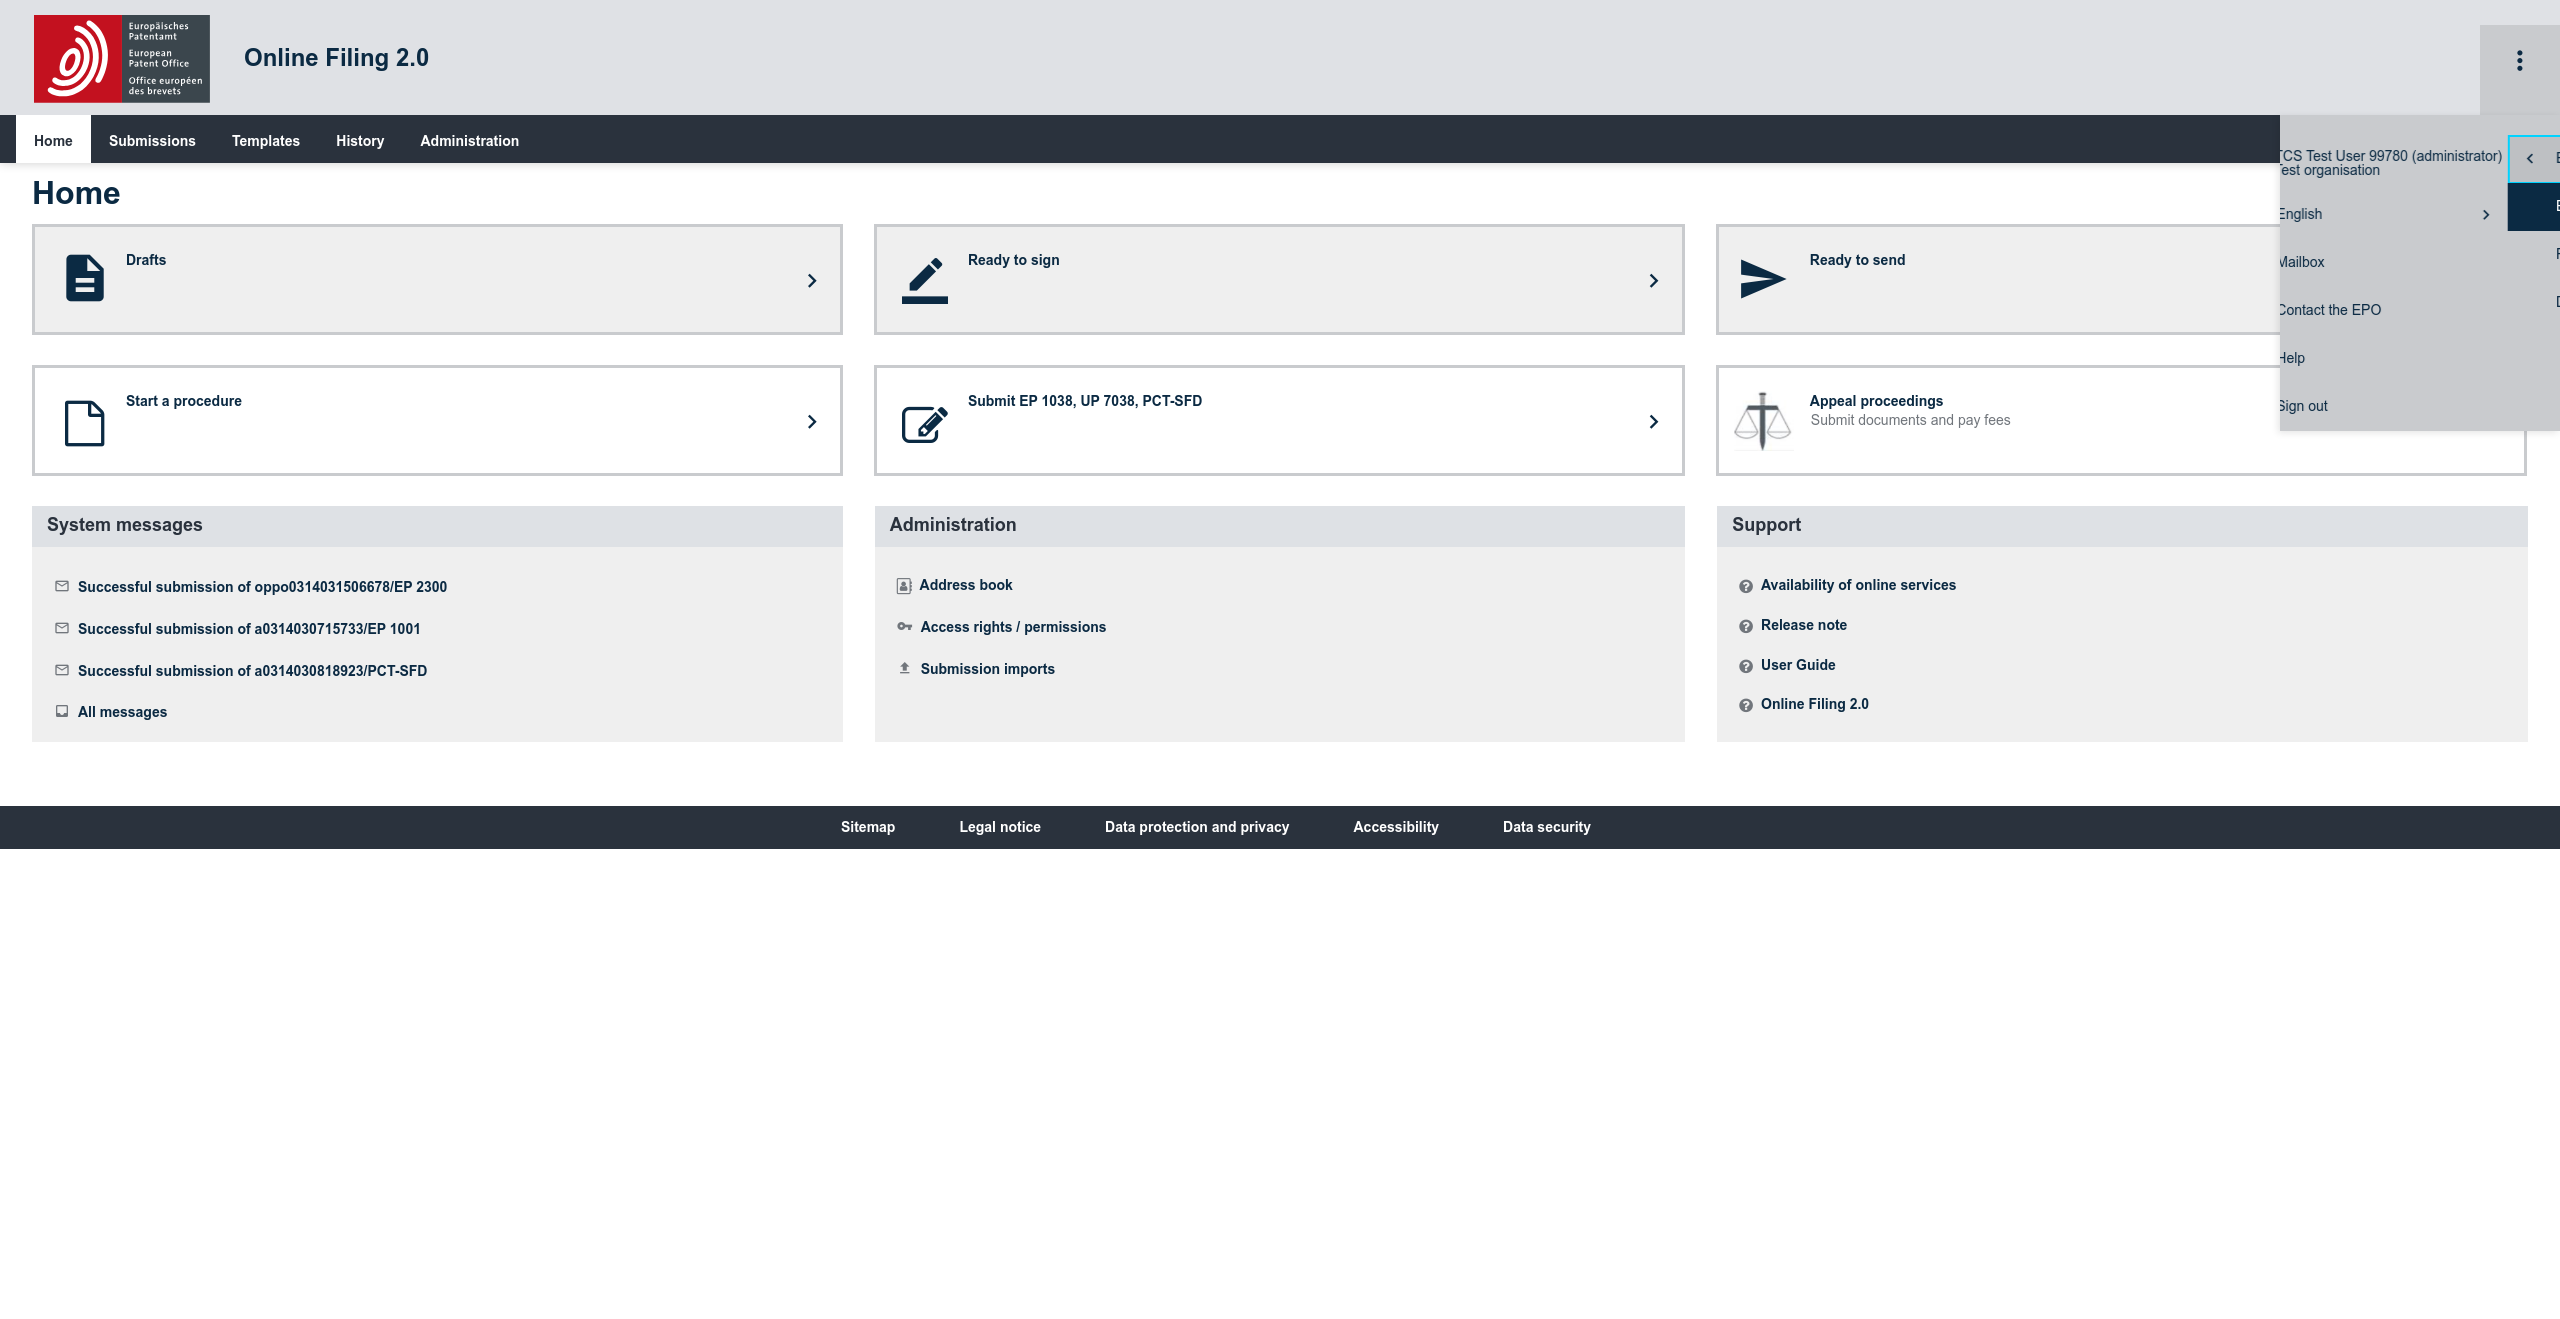 Europäisches
Patentamt
European
Patent Office
Office européen
des brevets
Online Filing 2.0
Home
Submissions
Templates
History
Administration
TCS Test User 99780 (administrator)
Test organisation
English
Mailbox
Contact the EPO
Help
Sign out
Home
Drafts
Ready to sign
Ready to send
Start a procedure
Submit EP 1038, UP 7038, PCT-SFD
Appeal proceedings
Submit documents and pay fees
System messages
Successful submission of oppo0314031506678/EP 2300
Successful submission of a0314030715733/EP 1001
Successful submission of a0314030818923/PCT-SFD
All messages
Administration
Address book
Access rights / permissions
Submission imports
Support
Availability of online services
Release note
User Guide
Online Filing 2.0
Sitemap
Legal notice
Data protection and privacy
Accessibility
Data security